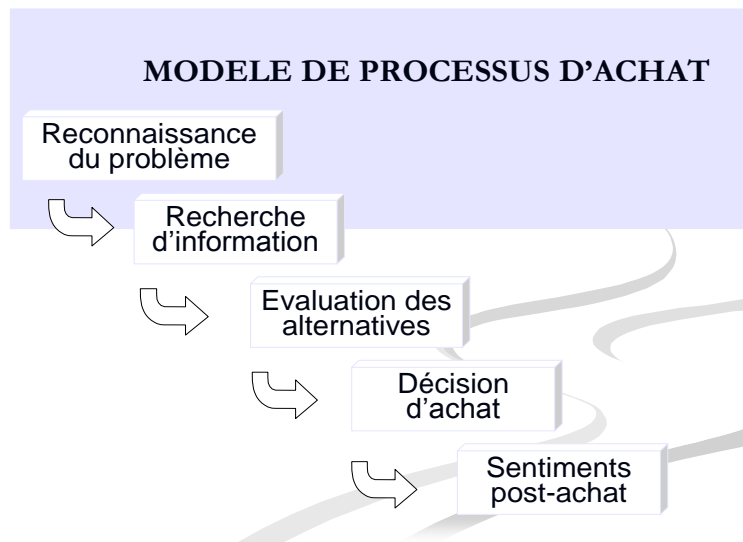 MODELE DE PROCESSUS D’ACHAT
Reconnaissance
du problème
Recherche
d’information
Evaluation des
alternatives
Décision
d’achat
Sentiments
post-achat